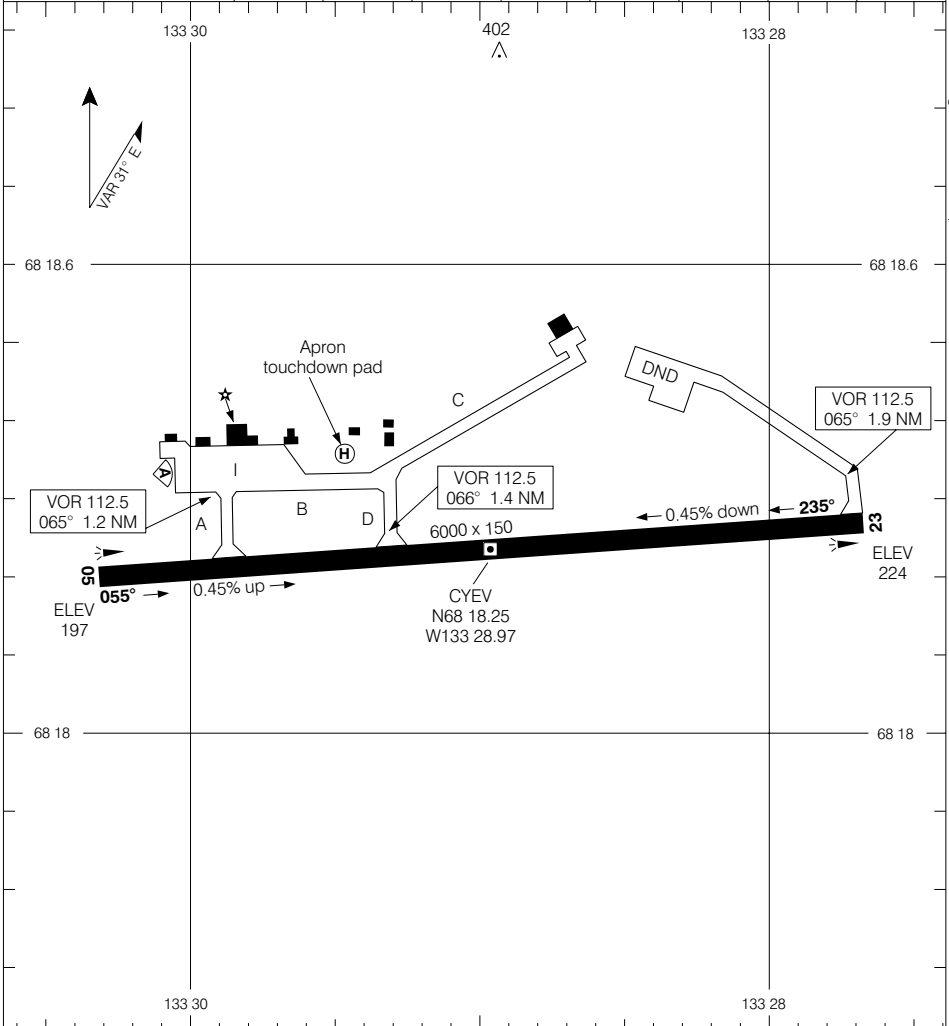 133 30
402
133 28
VAR 31° E
68 18.6
68 18.6
Apron
touchdown pad
DND
C
VOR 112.5
065° 1.9 NM
H
A
I
VOR 112.5
066° 1.4 NM
VOR 112.5
065° 1.2 NM
A
B
D
6000 x 150
0.45% down
235°
23
05
055°
0.45% up
ELEV
224
ELEV
197
CYEV
N68 18.25
W133 28.97
68 18
68 18
133 30
133 28